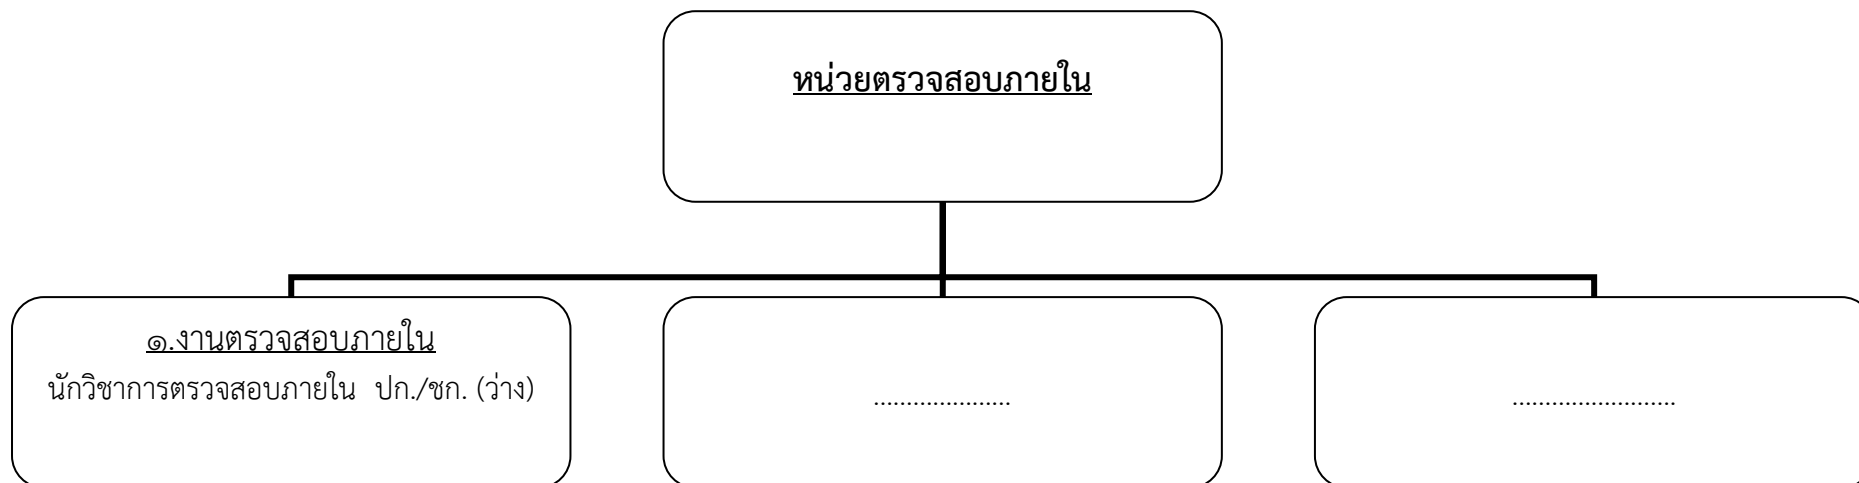 หน่วยตรวจสอบภายใน
๑.งานตรวจสอบภายใน
นักวิชาการตรวจสอบภายใน ปก./ชก. (ว่าง)
.....................
.........................